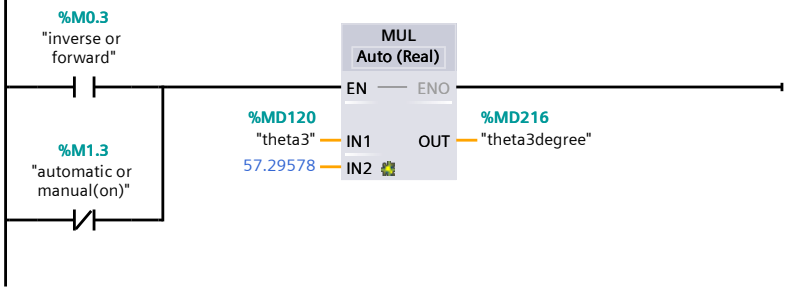 %M0.3
"inverse or
forward"
MUL
Auto (Real)
EN
ENO
%MD120
%MD216
"theta3"
IN1
OUT
"theta3degree"
%M1.3
57.29578
IN2
"automatic or
manual(on)"